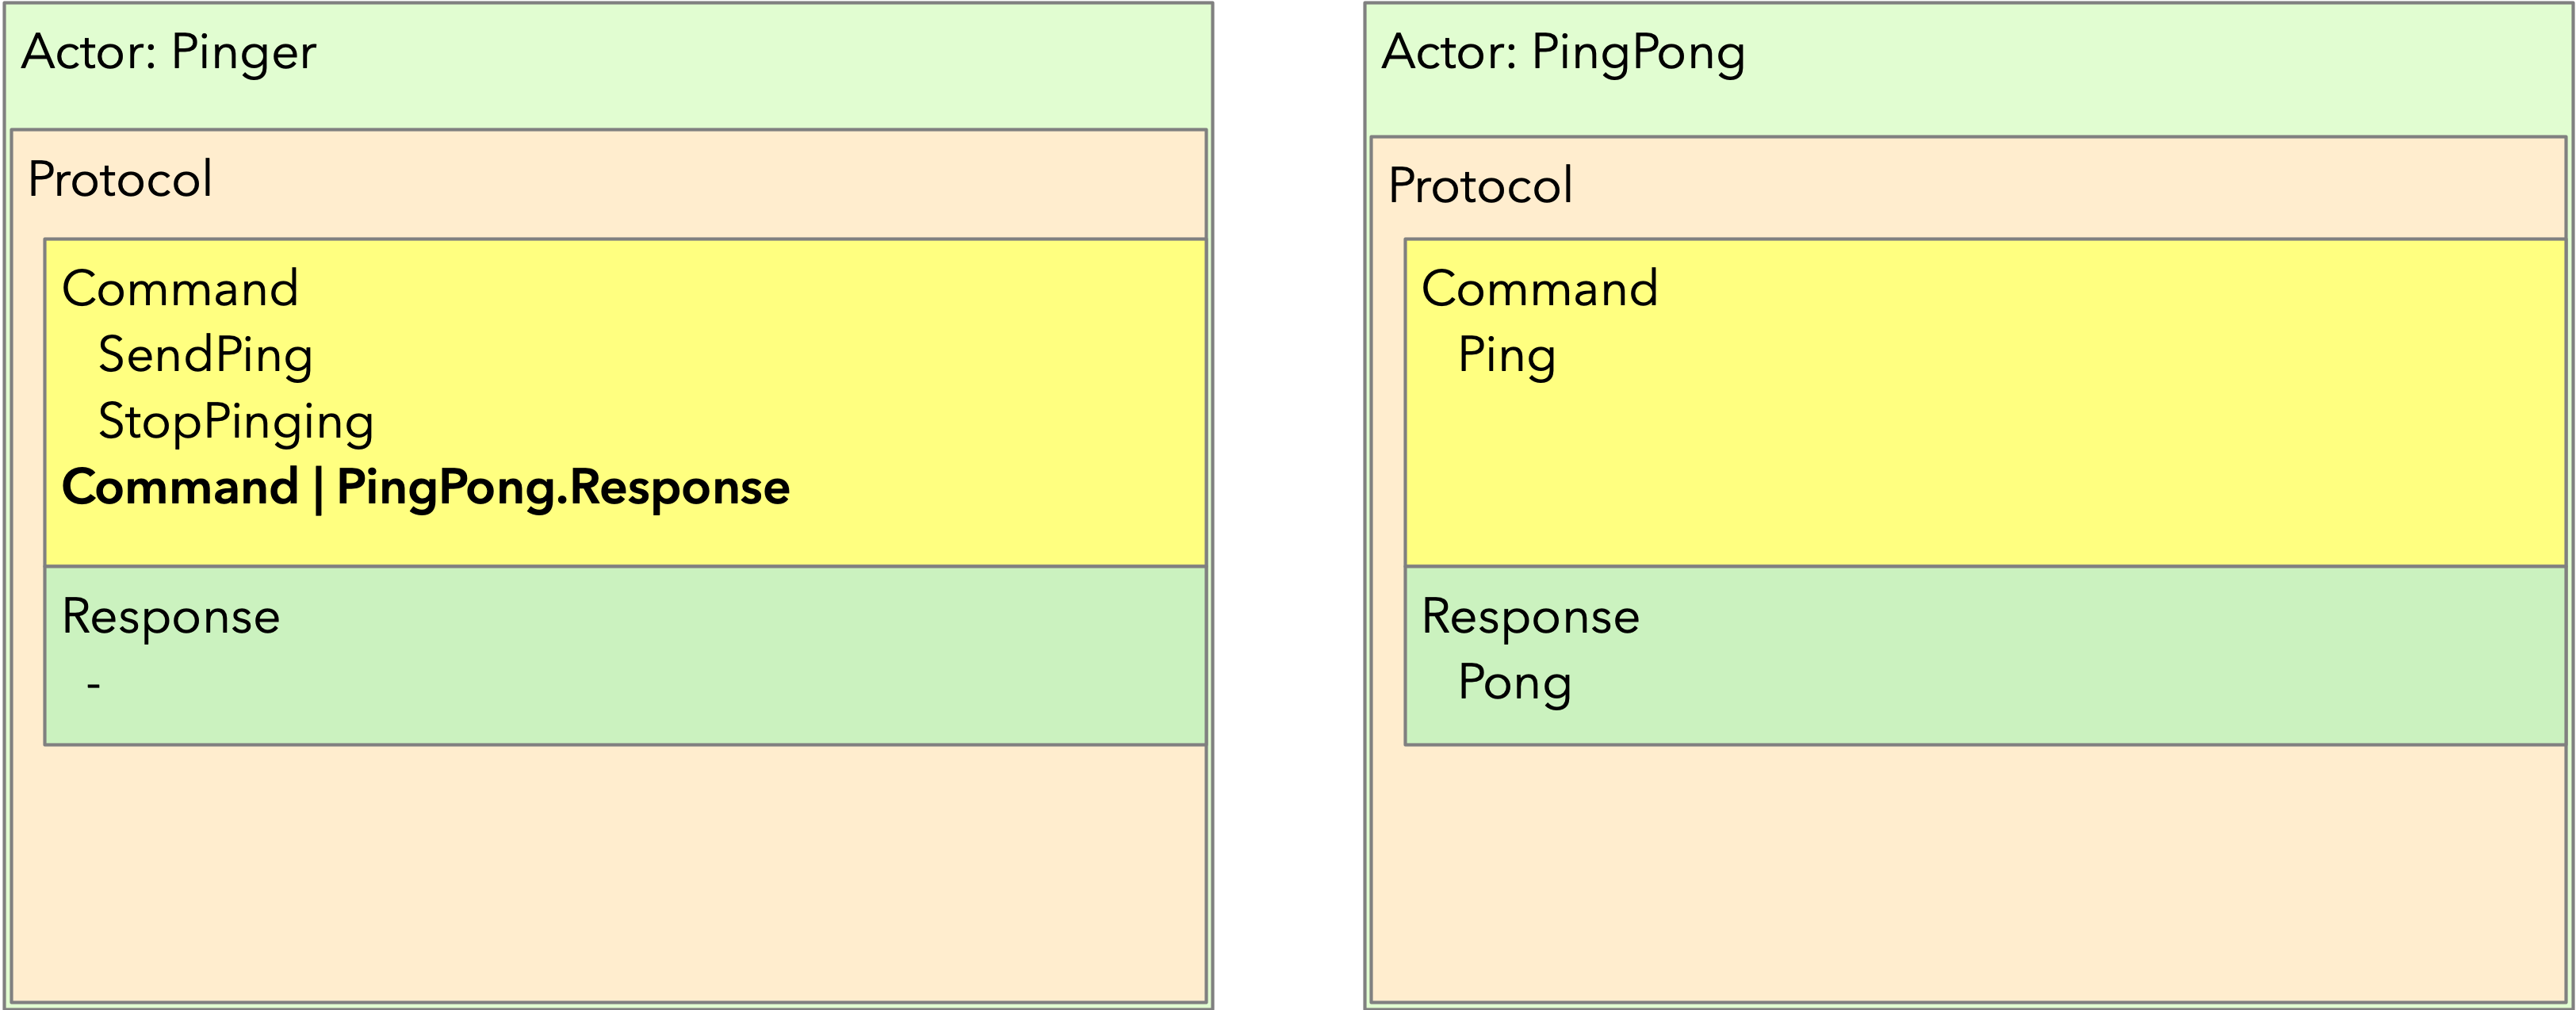 Actor: Pinger
Protocol
Command
SendPing
StopPinging
Command | PingPong.Response
Response
-
Actor: PingPong
Protocol
Command
Ping
Response
Pong